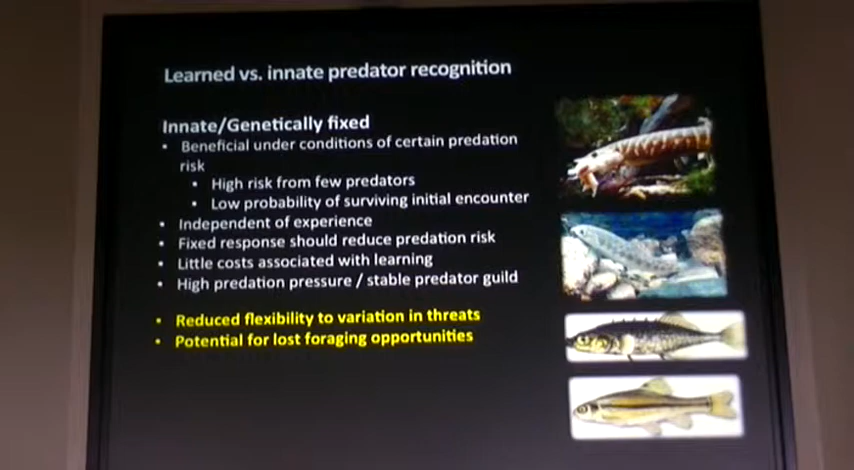 Learned vs. innate predator recognition
Innate/Genetically fixed
• Beneficial under conditions of certain predation
risk
• High risk from few predators
• Low probability of surviving initial encounter
• Independent of experience
• Fixed response should reduce predation risk
• Little costs associated with learning
• High predation pressure / stable predator guild
• Reduced flexibility to variation in threats
• Potential for lost foraging opportunities